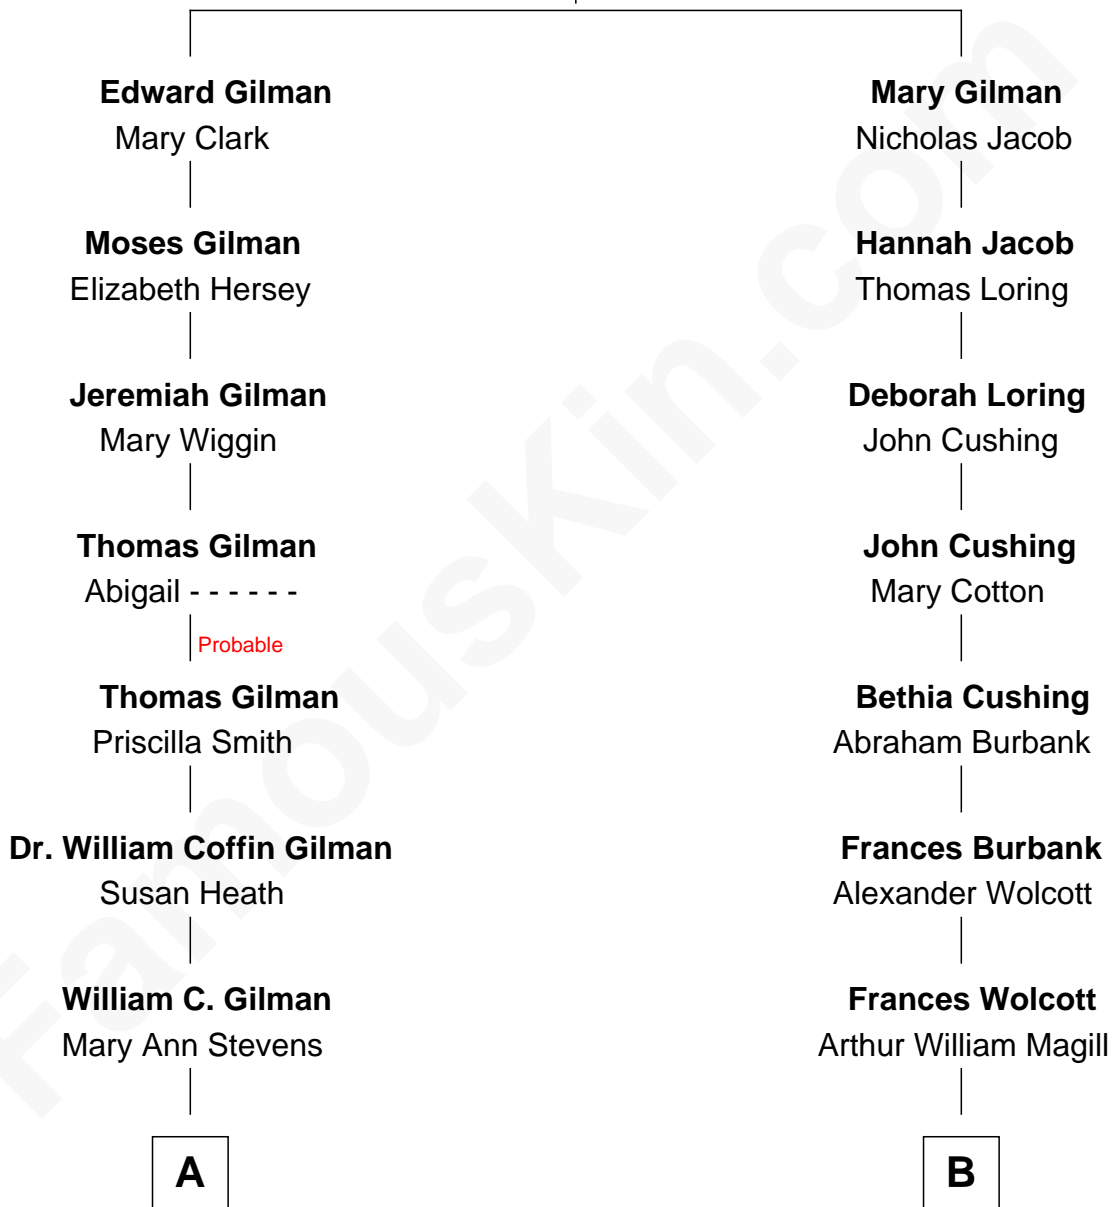 Edward Gilman
Mary Clark
Moses Gilman
Elizabeth Hersey
Jeremiah Gilman
Mary Wiggin
Thomas Gilman
Abigail - - - - - -
Probable
Thomas Gilman
Priscilla Smith
Dr. William Coffin Gilman
Susan Heath
William C. Gilman
Mary Ann Stevens
A
Mary Gilman
Nicholas Jacob
Hannah Jacob
Thomas Loring
Deborah Loring
John Cushing
John Cushing
Mary Cotton
Bethia Cushing
Abraham Burbank
Frances Burbank
Alexander Wolcott
Frances Wolcott
Arthur William Magill
B
FamousKin.com